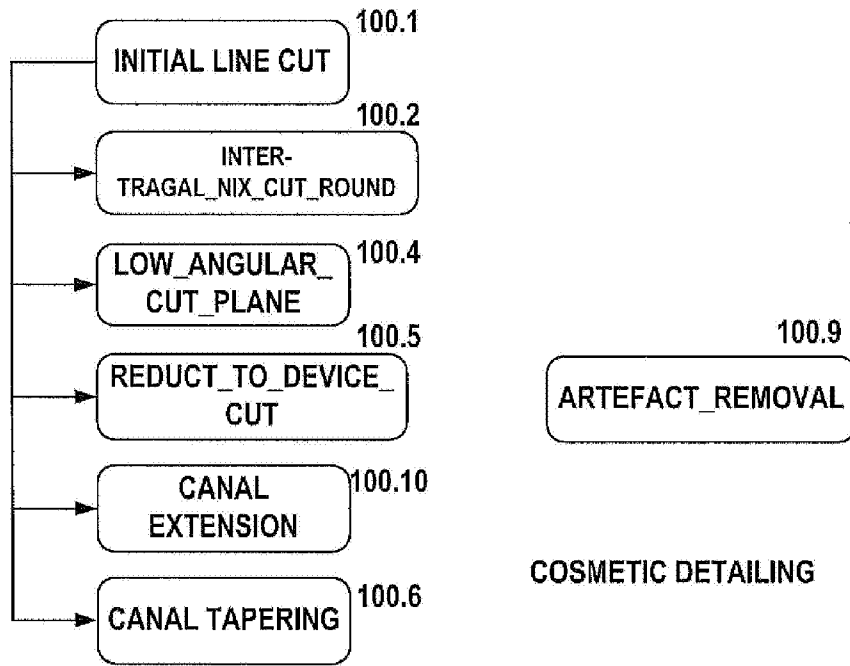 100.1
INITIAL LINE CUT
100.2
INTER-
TRAGAL_NIX_CUT_ROUND
100.4
LOW_ANGULAR_
CUT_PLANE
100.5
REDUCT_TO_DEVICE_
CUT
100.9
ARTEFACT_REMOVAL
100.10
CANAL
EXTENSION
COSMETIC DETAILING
100.6
CANAL TAPERING